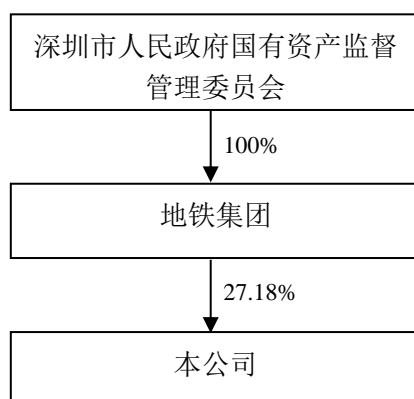 深圳市人民政府国有资产监督
管理委员会
100%
地铁集团
27.18%
本公司